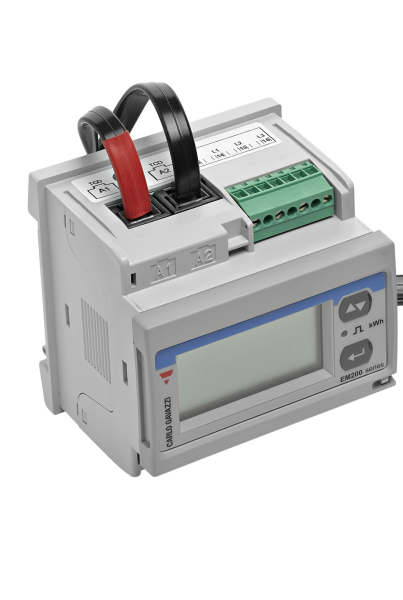 TCD
A1
TCD
A2
L1
L2
L3
A1 A2
kWh
EM200 series
CARLO GAVAZZI